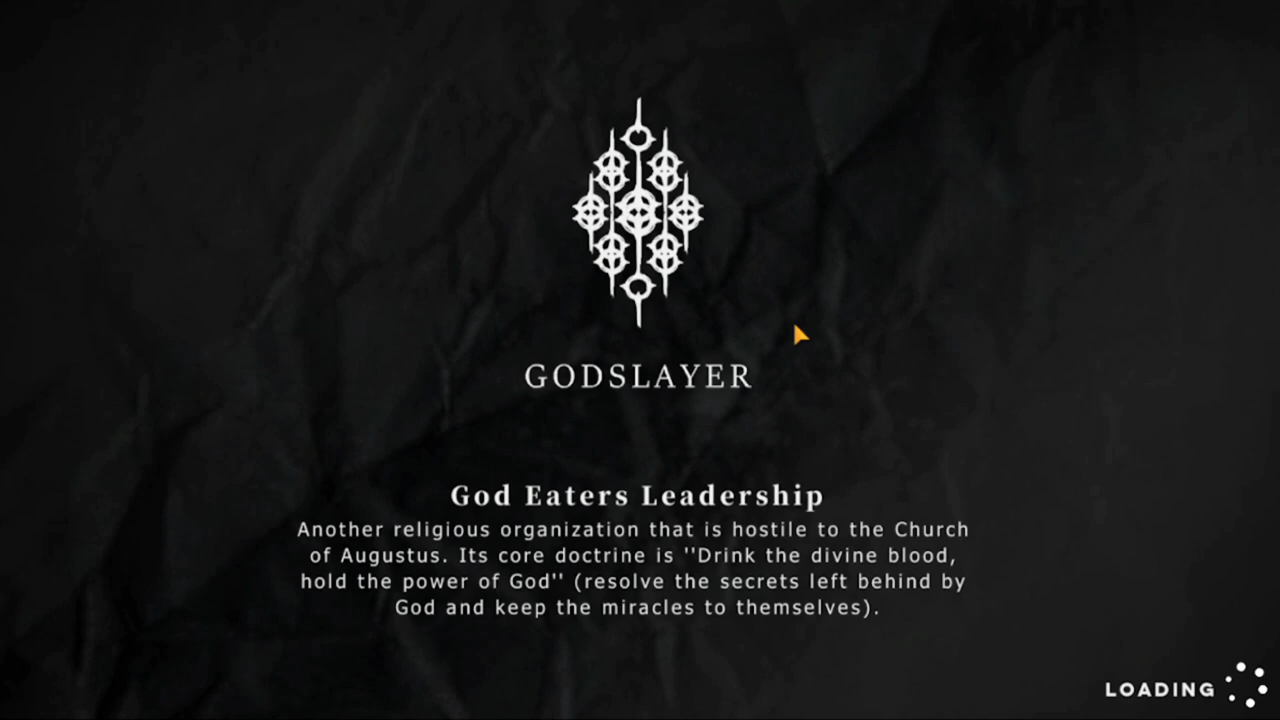 GODSLAYER
God Eaters Leadership
Another religious organization that is hostile to the Church
of Augustus. Its core doctrine is ''Drink the divine blood,
hold the power of God'' (resolve the secrets left behind by
God and keep the miracles to themselves).
LOADING